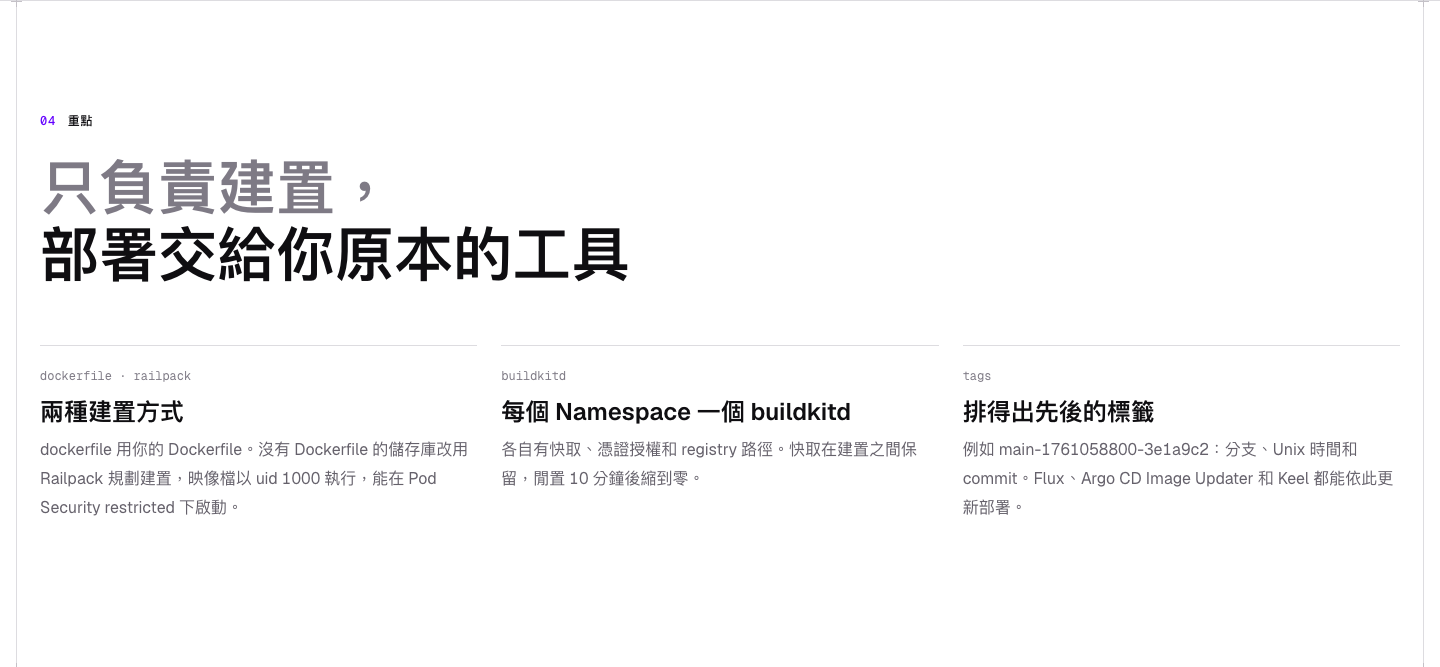 04 重點
只負責建置，
部署交給你原本的工具
dockerfile · railpack
兩種建置方式
dockerfile 用你的 Dockerfile。沒有 Dockerfile 的儲存庫改用
Railpack 規劃建置，映像檔以 uid 1000 執行，能在 Pod
Security restricted 下啟動。
buildkitd
每個 Namespace 一個 buildkitd
各自有快取、憑證授權和 registry 路徑。快取在建置之間保
留，閒置 10 分鐘後縮到零。
tags
排得出先後的標籤
例如 main-1761058800-3e1a9c2：分支、Unix 時間和
commit。Flux、Argo CD Image Updater 和 Keel 都能依此更
新部署。